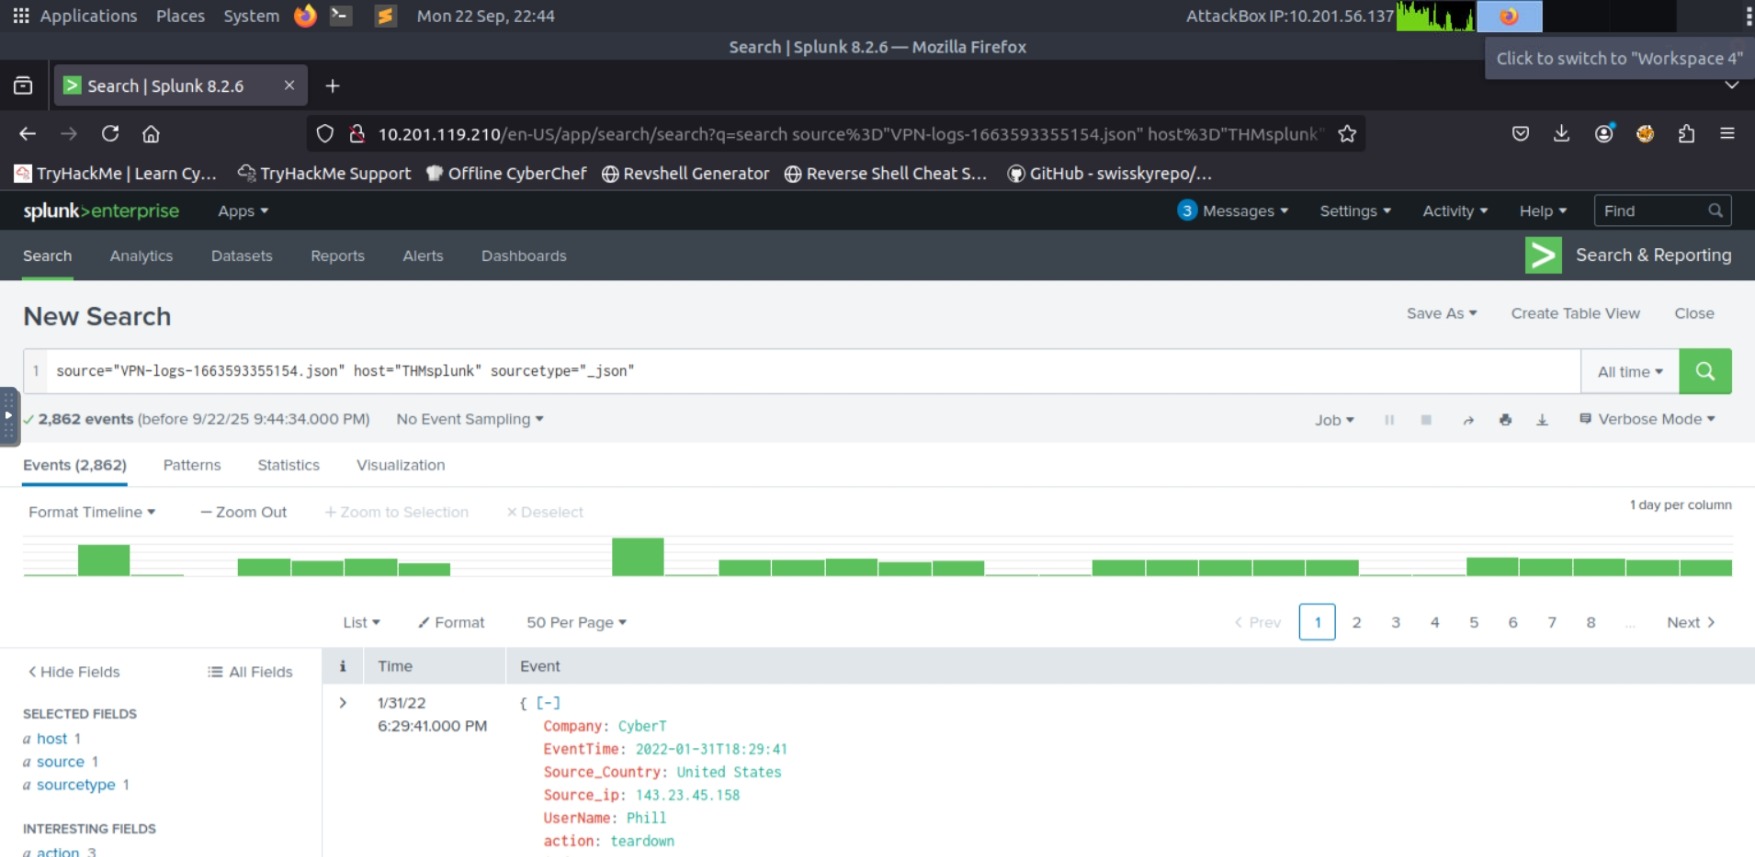 Applications Places System Mon 22 Sep, 22:44 AttackBox IP:10.201.56.137
Search | Splunk 8.2.6 — Mozilla Firefox
Click to switch to "Workspace 4"
Search | Splunk 8.2.6
10.201.119.210/en-US/app/search/search?q=search source%3D"VPN-logs-1663593355154.json" host%3D"THMsplunk"
TryHackMe | Learn Cy... TryHackMe Support Offline CyberChef Revshell Generator Reverse Shell Cheat S... GitHub - swisskyrepo/...
splunk>enterprise Apps 3 Messages Settings Activity Help Find
Search Analytics Datasets Reports Alerts Dashboards Search & Reporting
New Search Save As Create Table View Close
1 source="VPN-logs-1663593355154.json" host="THMsplunk" sourcetype="_json" All time
2,862 events (before 9/22/25 9:44:34.000 PM) No Event Sampling Job Verbose Mode
Events (2,862) Patterns Statistics Visualization
Format Timeline — Zoom Out + Zoom to Selection × Deselect 1 day per column
List Format 50 Per Page < Prev 1 2 3 4 5 6 7 8 ... Next >
< Hide Fields All Fields i Time Event
SELECTED FIELDS
a host 1
a source 1
a sourcetype 1
INTERESTING FIELDS
a action 3
> 1/31/22 { [-]
6:29:41.000 PM Company: CyberT
EventTime: 2022-01-31T18:29:41
Source_Country: United States
Source_ip: 143.23.45.158
UserName: Phill
action: teardown